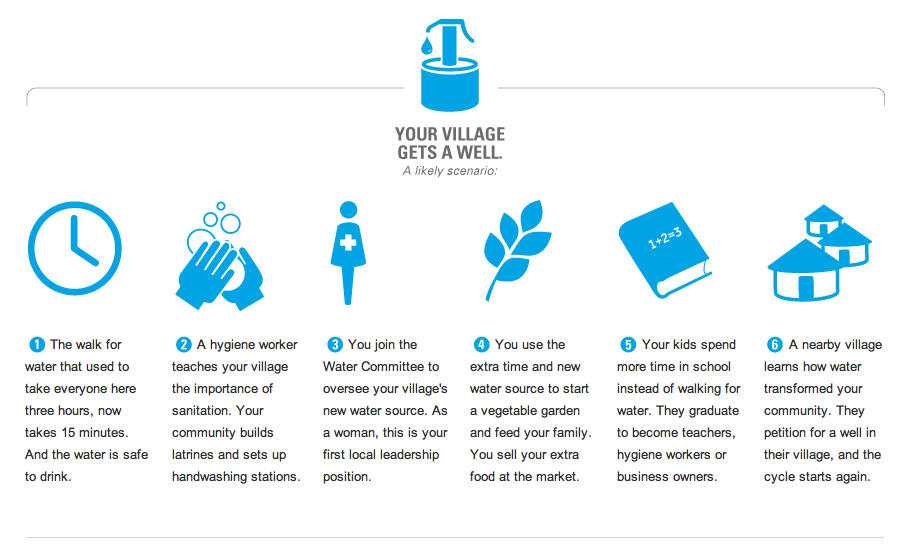 YOUR VILLAGE
GETS A WELL.
A likely scenario:
1 The walk for
water that used to
take everyone here
three hours, now
takes 15 minutes.
And the water is safe
to drink.
2 A hygiene worker
teaches your village
the importance of
sanitation. Your
community builds
latrines and sets up
handwashing stations.
3 You join the
Water Committee to
oversee your village's
new water source. As
a woman, this is your
first local leadership
position.
4 You use the
extra time and new
water source to start
a vegetable garden
and feed your family.
You sell your extra
food at the market.
1+2=3
5 Your kids spend
more time in school
instead of walking for
water. They graduate
to become teachers,
hygiene workers or
business owners.
6 A nearby village
learns how water
transformed your
community. They
petition for a well in
their village, and the
cycle starts again.